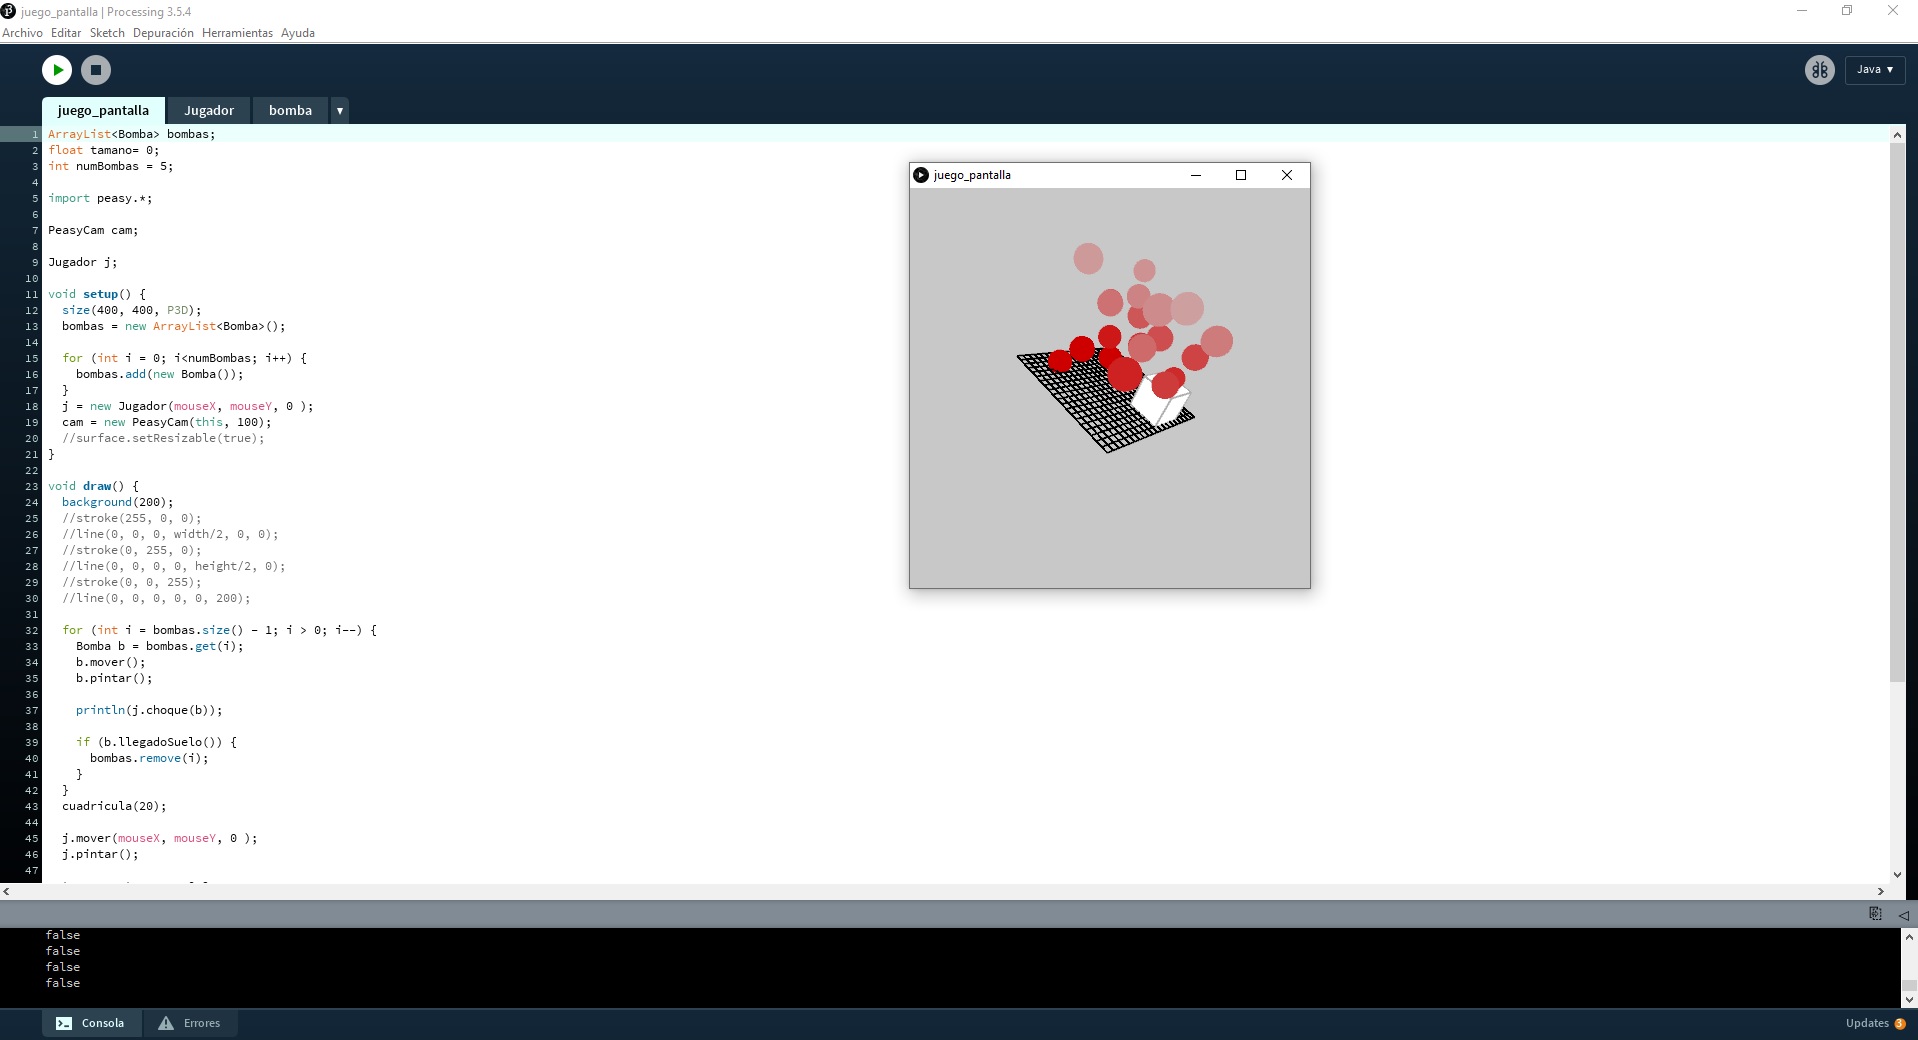 juego_pantalla | Processing 3.5.4
Archivo Editar Sketch Depuración Herramientas Ayuda
Java ▾
juego_pantalla Jugador bomba ▾
1 ArrayList<Bomba> bombas;
2 float tamano= 0;
3 int numBombas = 5;
4
5 import peasy.*;
6
7 PeasyCam cam;
8
9 Jugador j;
10
11 void setup() {
12   size(400, 400, P3D);
13   bombas = new ArrayList<Bomba>();
14
15   for (int i = 0; i<numBombas; i++) {
16     bombas.add(new Bomba());
17   }
18   j = new Jugador(mouseX, mouseY, 0 );
19   cam = new PeasyCam(this, 100);
20   //surface.setResizable(true);
21 }
22
23 void draw() {
24   background(200);
25   //stroke(255, 0, 0);
26   //line(0, 0, 0, width/2, 0, 0);
27   //stroke(0, 255, 0);
28   //line(0, 0, 0, 0, height/2, 0);
29   //stroke(0, 0, 255);
30   //line(0, 0, 0, 0, 0, 200);
31
32   for (int i = bombas.size() - 1; i > 0; i--) {
33     Bomba b = bombas.get(i);
34     b.mover();
35     b.pintar();
36
37     println(j.choque(b));
38
39     if (b.llegadoSuelo()) {
40       bombas.remove(i);
41     }
42   }
43   cuadricula(20);
44
45   j.mover(mouseX, mouseY, 0 );
46   j.pintar();
47
juego_pantalla
false
false
false
false
Consola Errores
Updates 3